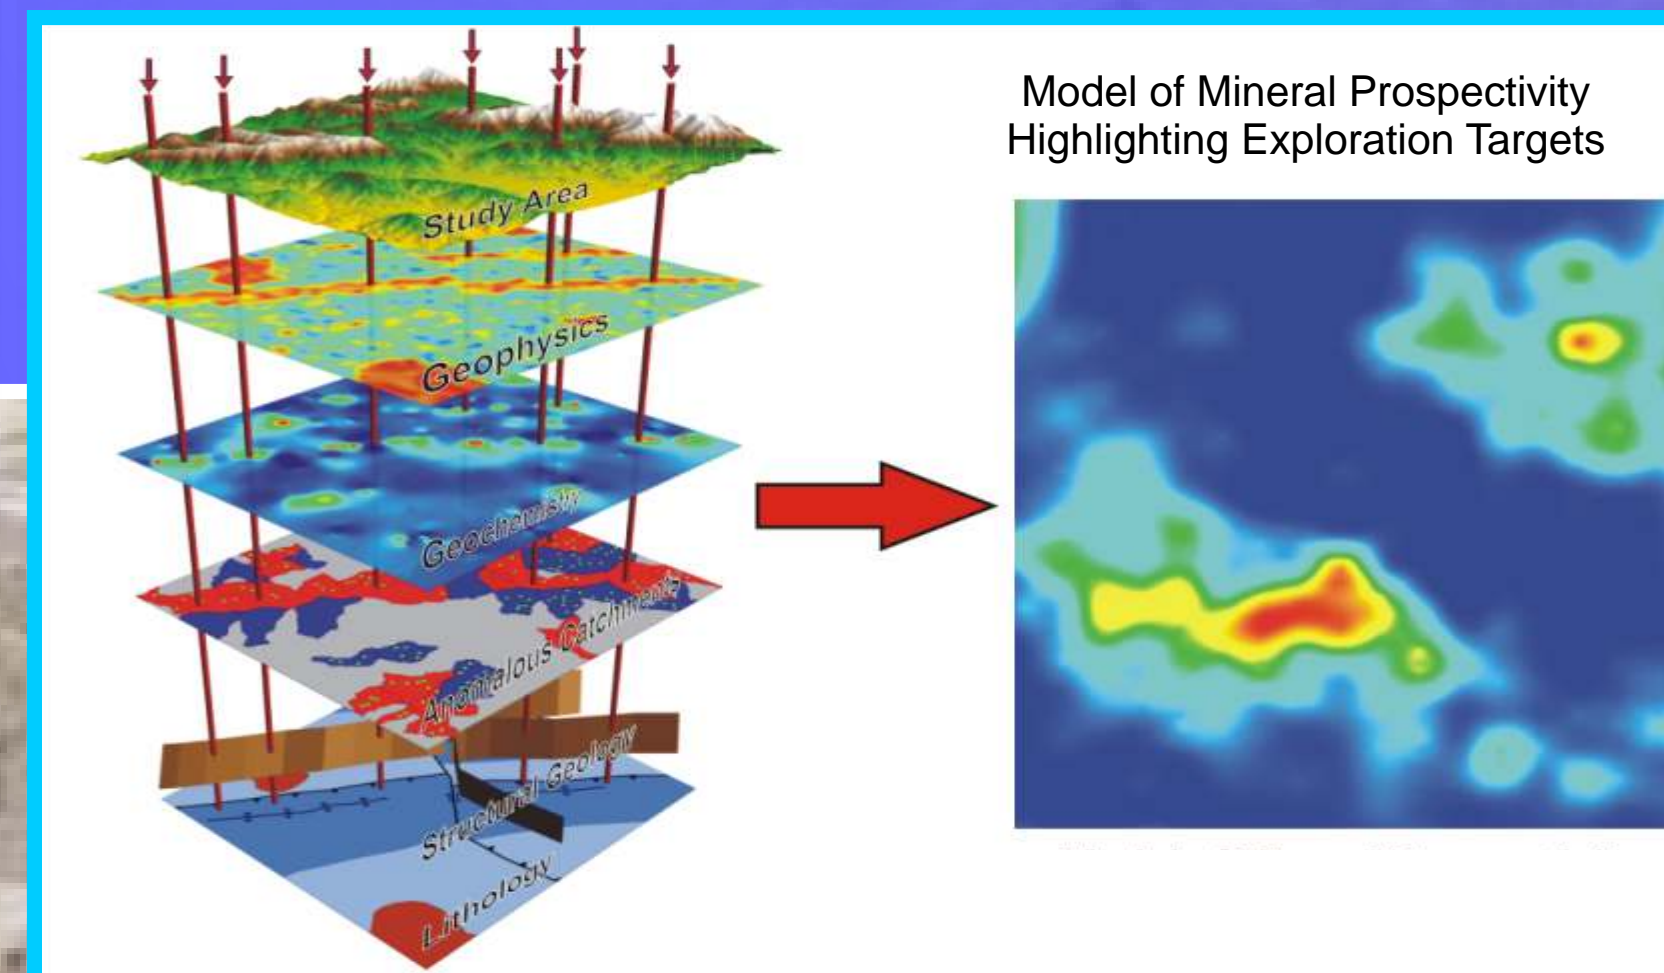 Model of Mineral Prospectivity
Highlighting Exploration Targets
Study Area
Geophysics
Geochemistry
Anomalous Catchments
Structural Geology
Lithology